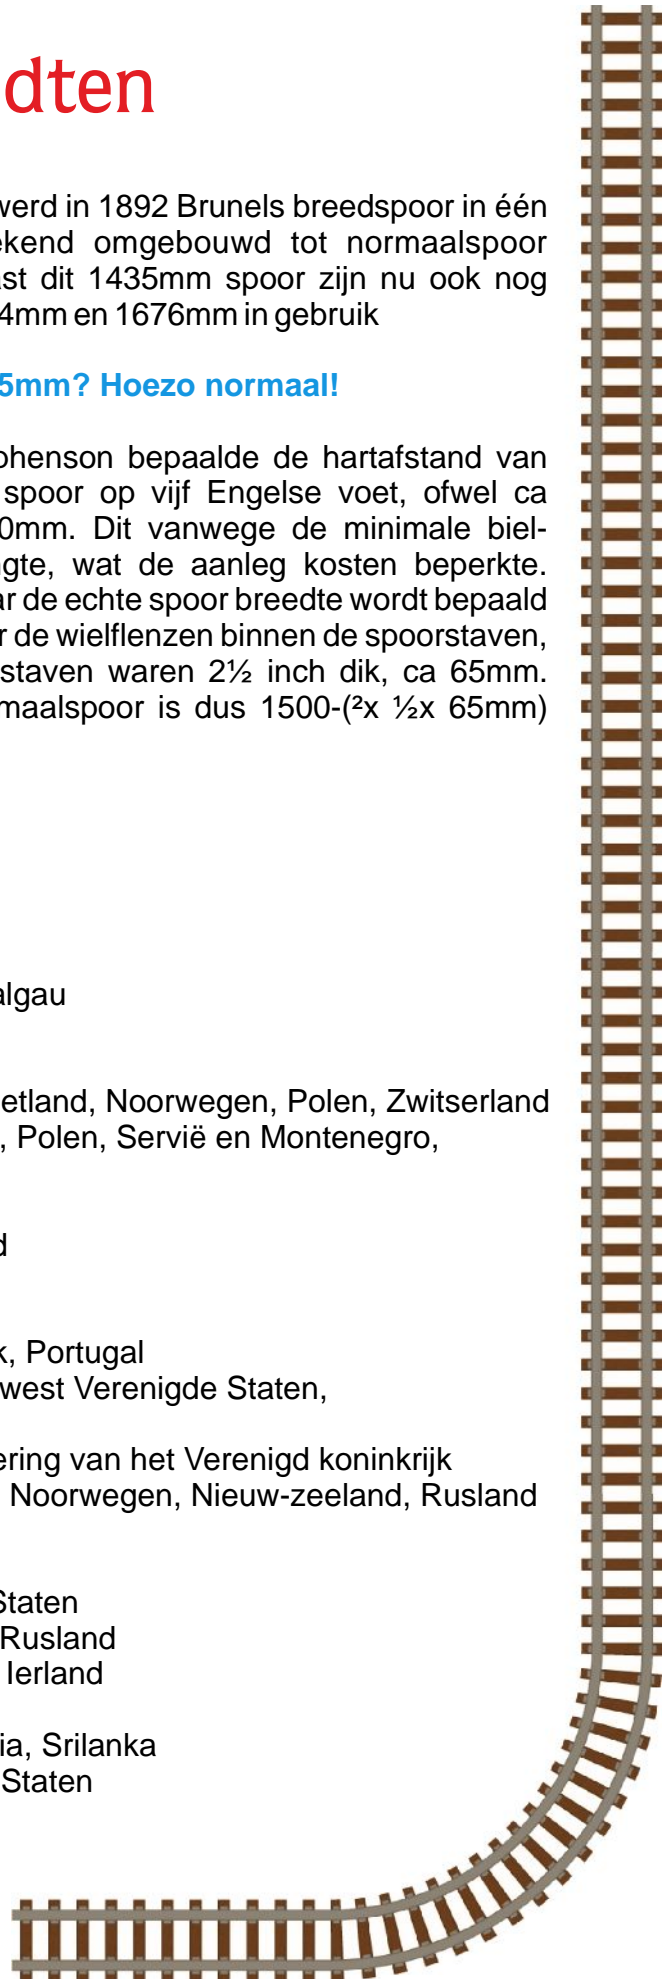 dten
werd in 1892 Brunels breedspoor in één
ekend omgebouwd tot normaalspoor
ast dit 1435mm spoor zijn nu ook nog
4mm en 1676mm in gebruik
5mm? Hoezo normaal!
ohenson bepaalde de hartafstand van
spoor op vijf Engelse voet, ofwel ca
0mm. Dit vanwege de minimale biel-
ngte, wat de aanleg kosten beperkte.
ar de echte spoor breedte wordt bepaald
r de wielflenzen binnen de spoorstaven,
staven waren 2½ inch dik, ca 65mm.
maalspoor is dus 1500-(²x ½x 65mm)
algau
etland, Noorwegen, Polen, Zwitserland
, Polen, Servië en Montenegro,
d
k, Portugal
west Verenigde Staten,
ering van het Verenigd koninkrijk
Noorwegen, Nieuw-zeeland, Rusland
Staten
Rusland
Ierland
ia, Srilanka
Staten